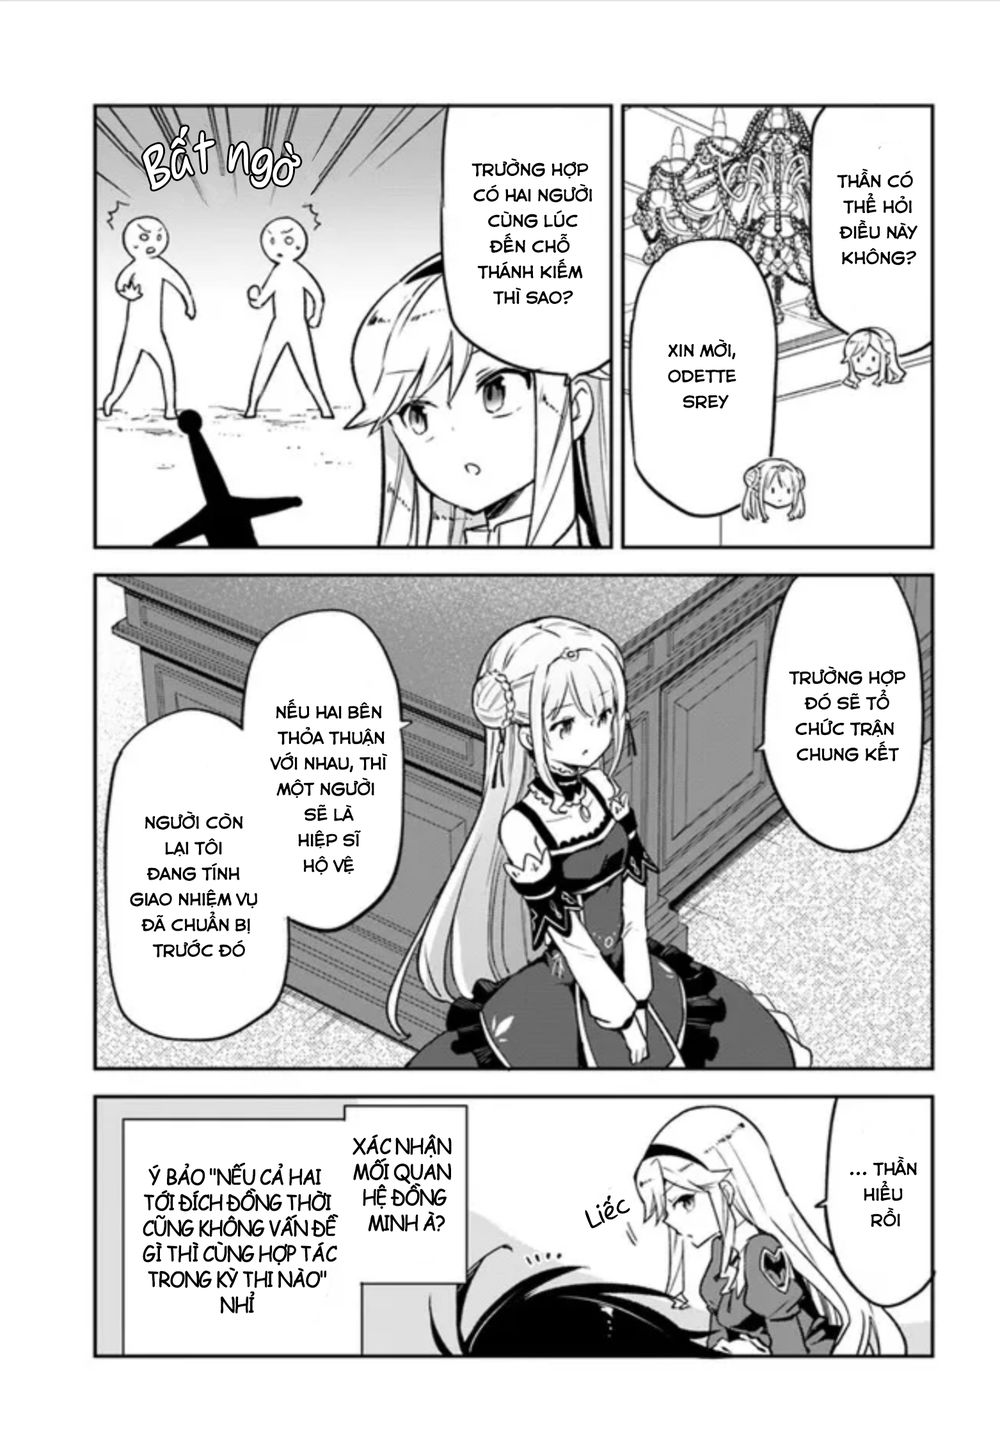 THẦN CÓ
THỂ HỎI
ĐIỀU NÀY
KHÔNG?
XIN MỜI,
ODETTE
SREY
TRƯỜNG HỢP
CÓ HAI NGƯỜI
CÙNG LÚC
ĐẾN CHỖ
THÁNH KIẾM
THÌ SAO?
Bất ngờ
TRƯỜNG HỢP
ĐÓ SẼ TỔ
CHỨC TRẬN
CHUNG KẾT
NẾU HAI BÊN
THỎA THUẬN
VỚI NHAU, THÌ
MỘT NGƯỜI
SẼ LÀ
HIỆP SĨ
HỘ VỆ
NGƯỜI CÒN
LẠI TÔI
ĐANG TÍNH
GIAO NHIỆM VỤ
ĐÃ CHUẨN BỊ
TRƯỚC ĐÓ
... THẦN
HIỂU
RỒI
Liếc
XÁC NHẬN
MỐI QUAN
HỆ ĐỒNG
MINH À?
Ý BẢO "NẾU CẢ HAI
TỚI ĐÍCH ĐỒNG THỜI
CŨNG KHÔNG VẤN ĐỀ
GÌ THÌ CÙNG HỢP TÁC
TRONG KỲ THI NÀO"
NHỈ